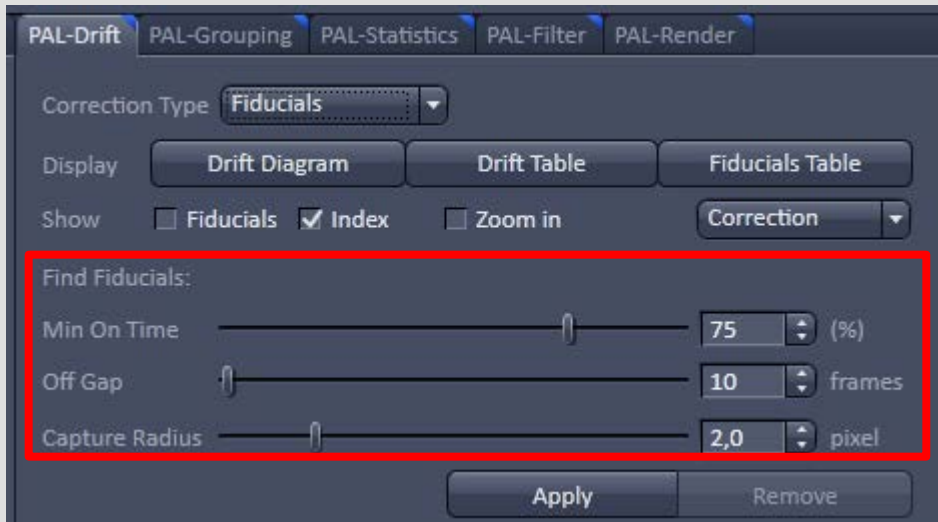 PAL-Drift PAL-Grouping PAL-Statistics PAL-Filter PAL-Render
Correction Type Fiducials
Display Drift Diagram Drift Table Fiducials Table
Show Fiducials Index Zoom in Correction
Find Fiducials:
Min On Time 75 (%)
Off Gap 10 frames
Capture Radius 2,0 pixel
Apply Remove